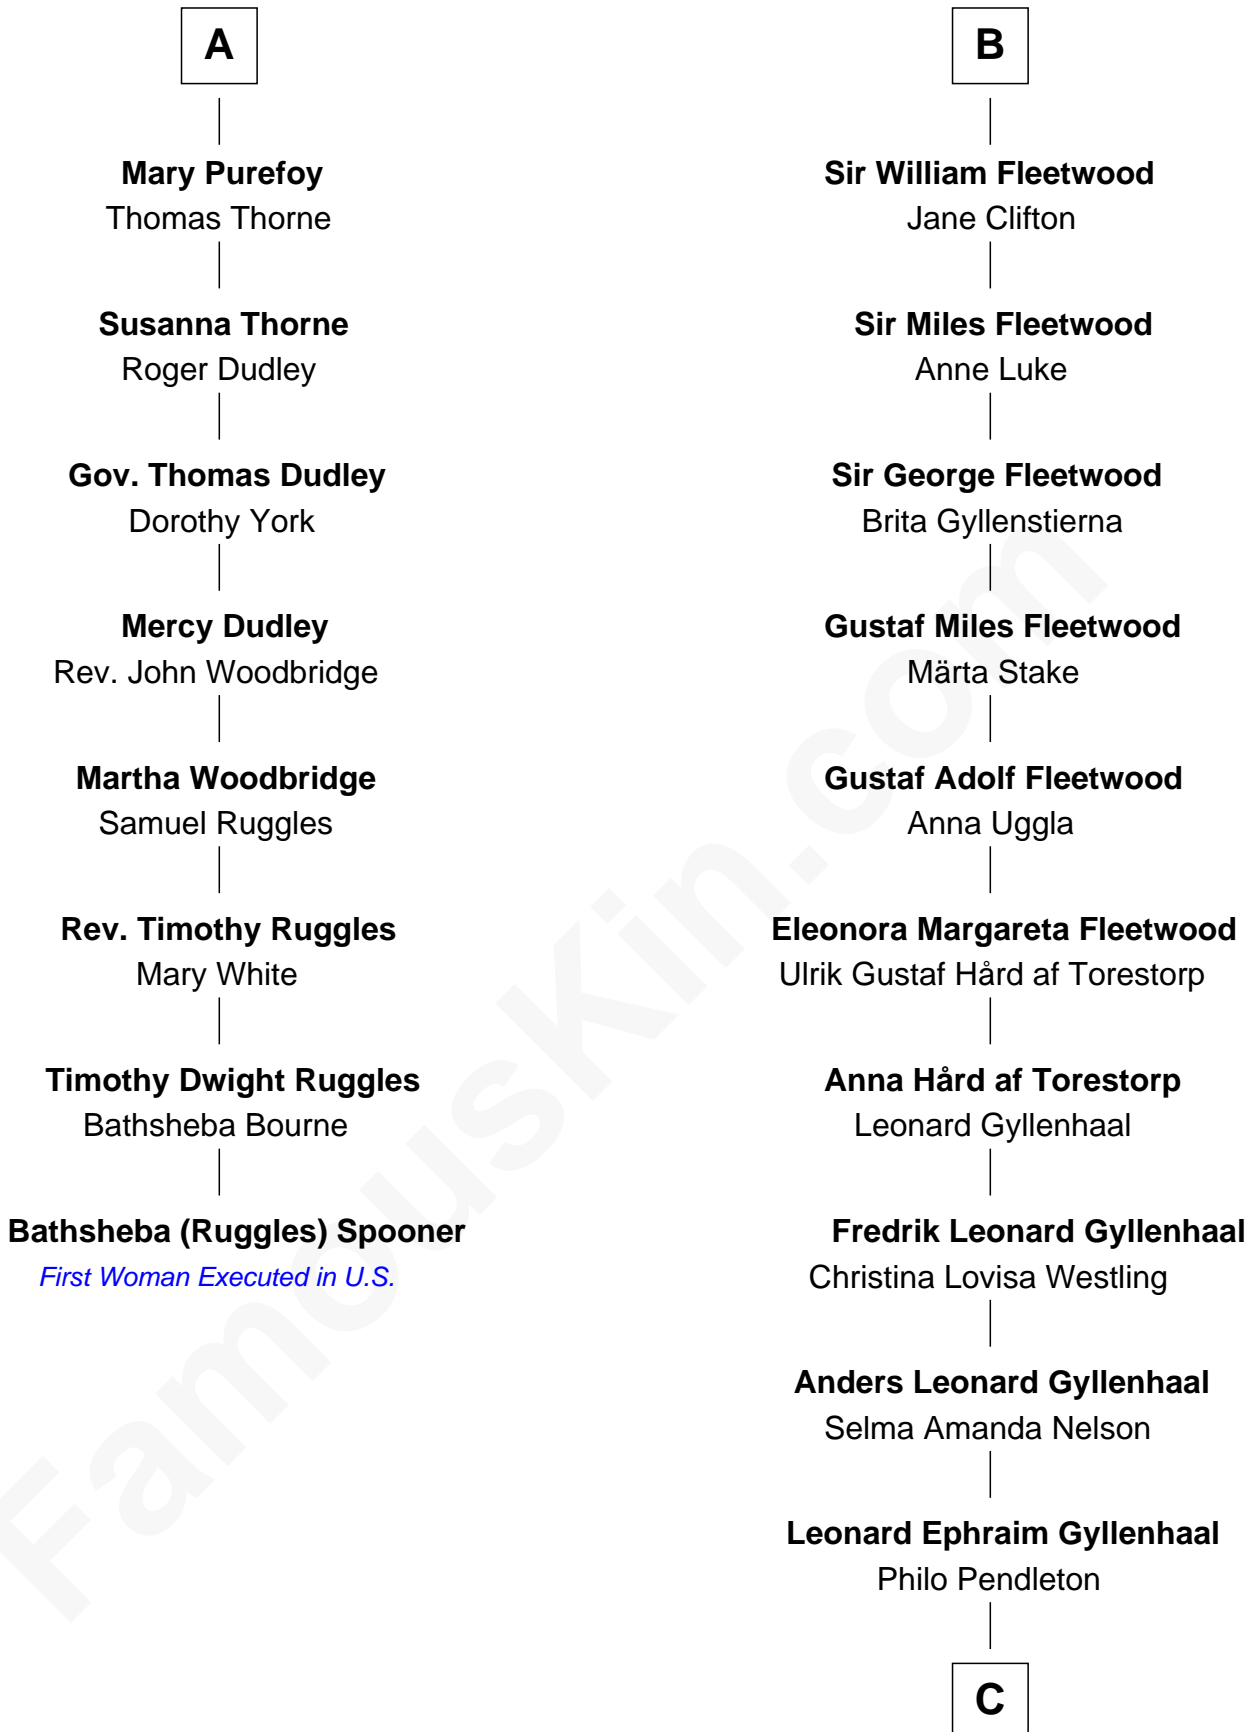 A
Mary Purefoy
Thomas Thorne
Susanna Thorne
Roger Dudley
Gov. Thomas Dudley
Dorothy York
Mercy Dudley
Rev. John Woodbridge
Martha Woodbridge
Samuel Ruggles
Rev. Timothy Ruggles
Mary White
Timothy Dwight Ruggles
Bathsheba Bourne
Bathsheba (Ruggles) Spooner
First Woman Executed in U.S.
B
Sir William Fleetwood
Jane Clifton
Sir Miles Fleetwood
Anne Luke
Sir George Fleetwood
Brita Gyllenstierna
Gustaf Miles Fleetwood
Märta Stake
Gustaf Adolf Fleetwood
Anna Uggla
Eleonora Margareta Fleetwood
Ulrik Gustaf Hård af Torestorp
Anna Hård af Torestorp
Leonard Gyllenhaal
Fredrik Leonard Gyllenhaal
Christina Lovisa Westling
Anders Leonard Gyllenhaal
Selma Amanda Nelson
Leonard Ephraim Gyllenhaal
Philo Pendleton
C
FamousKin.com